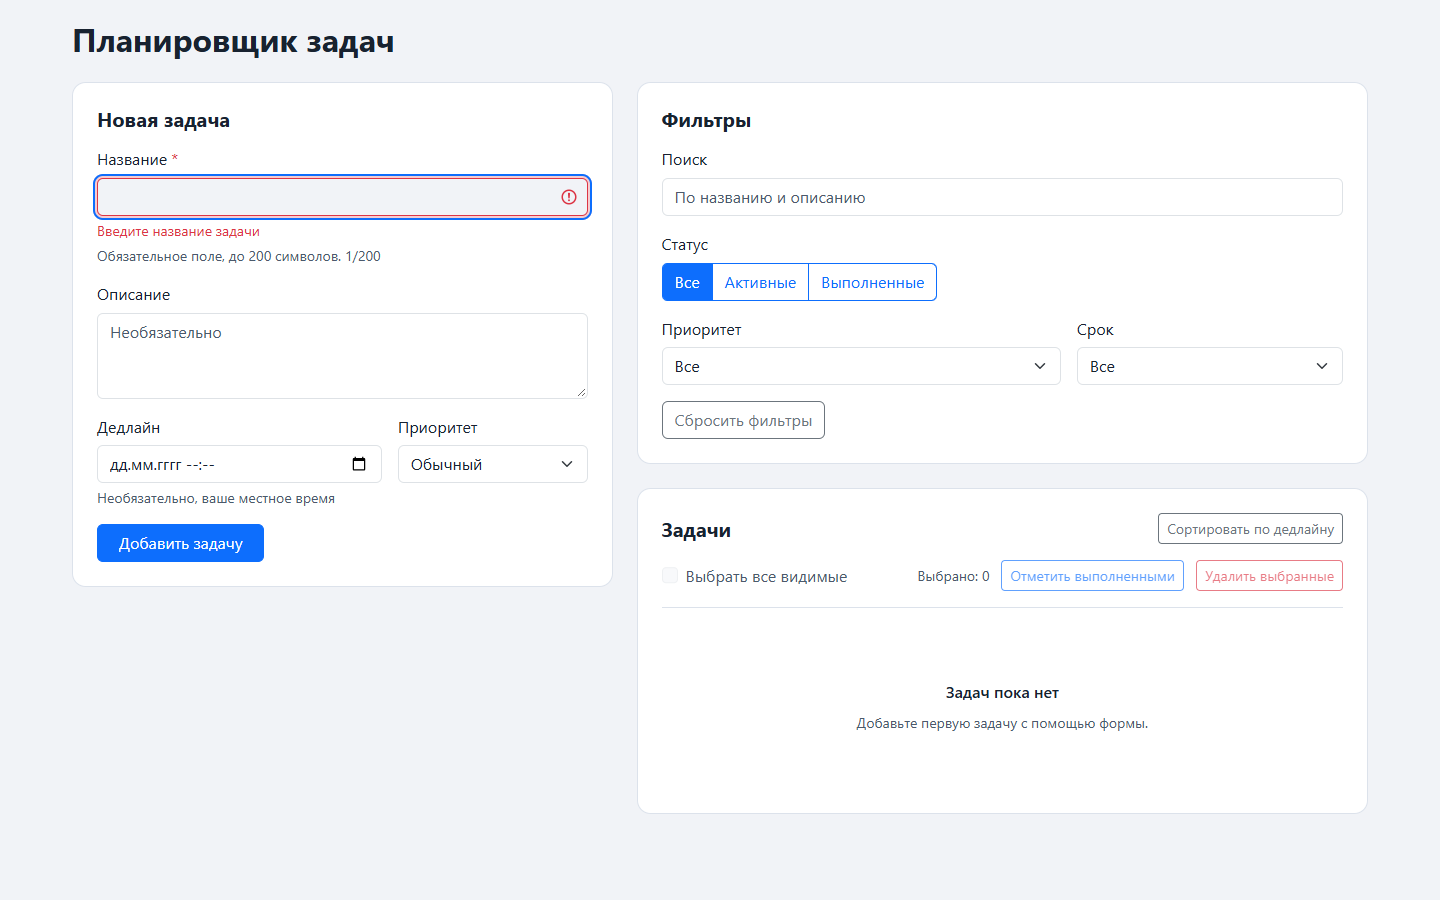 Планировщик задач
Новая задача
Название *
Введите название задачи
Обязательное поле, до 200 символов. 1/200
Описание
Необязательно
Дедлайн
Приоритет
дд.мм.гггг --:--
Обычный
Необязательно, ваше местное время
Добавить задачу
Фильтры
Поиск
По названию и описанию
Статус
Все
Активные
Выполненные
Приоритет
Срок
Все
Все
Сбросить фильтры
Задачи
Сортировать по дедлайну
Выбрать все видимые
Выбрано: 0
Отметить выполненными
Удалить выбранные
Задач пока нет
Добавьте первую задачу с помощью формы.